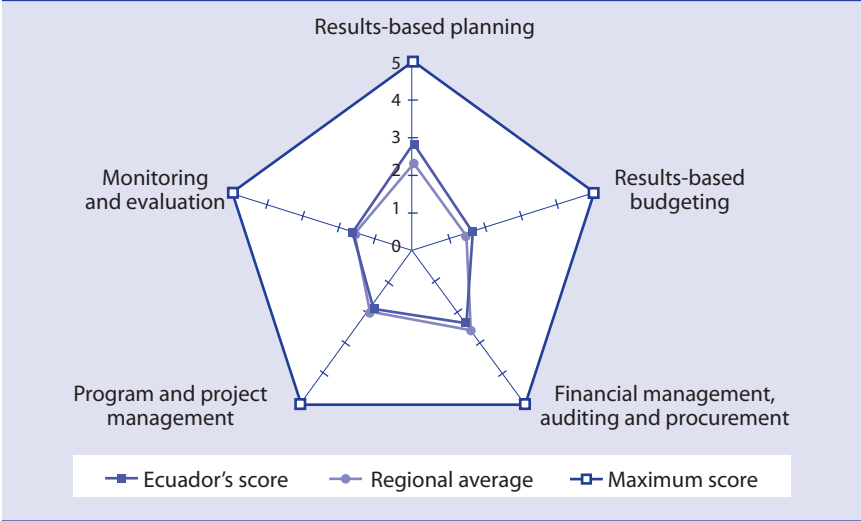 Results-based planning
5
4
3
2
1
0
Monitoring
and evaluation
Results-based
budgeting
Program and project
management
Financial management,
auditing and procurement
Ecuador’s score
Regional average
Maximum score